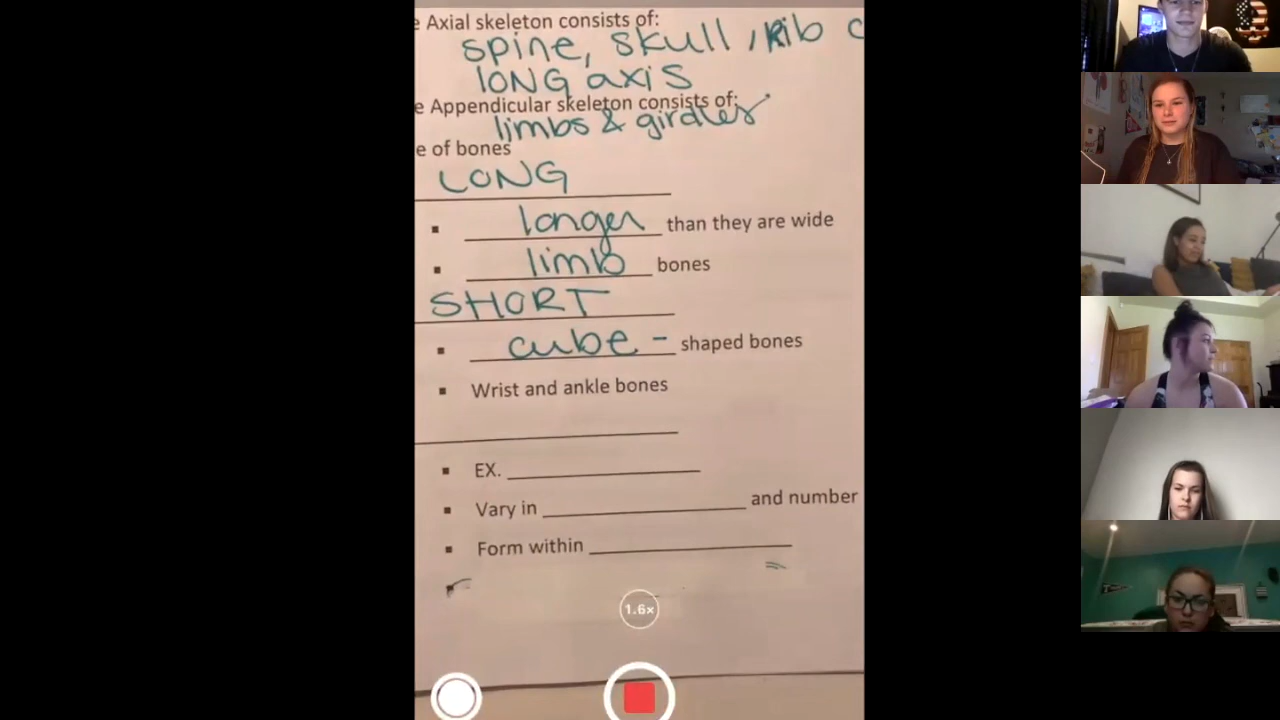 e Axial skeleton consists of:
spine, skull, Rib c
LONG axis
e Appendicular skeleton consists of:
limbs & girdles
e of bones
LONG
longer than they are wide
limb bones
SHORT
cube - shaped bones
Wrist and ankle bones
EX.
Vary in and number
Form within
1.6×